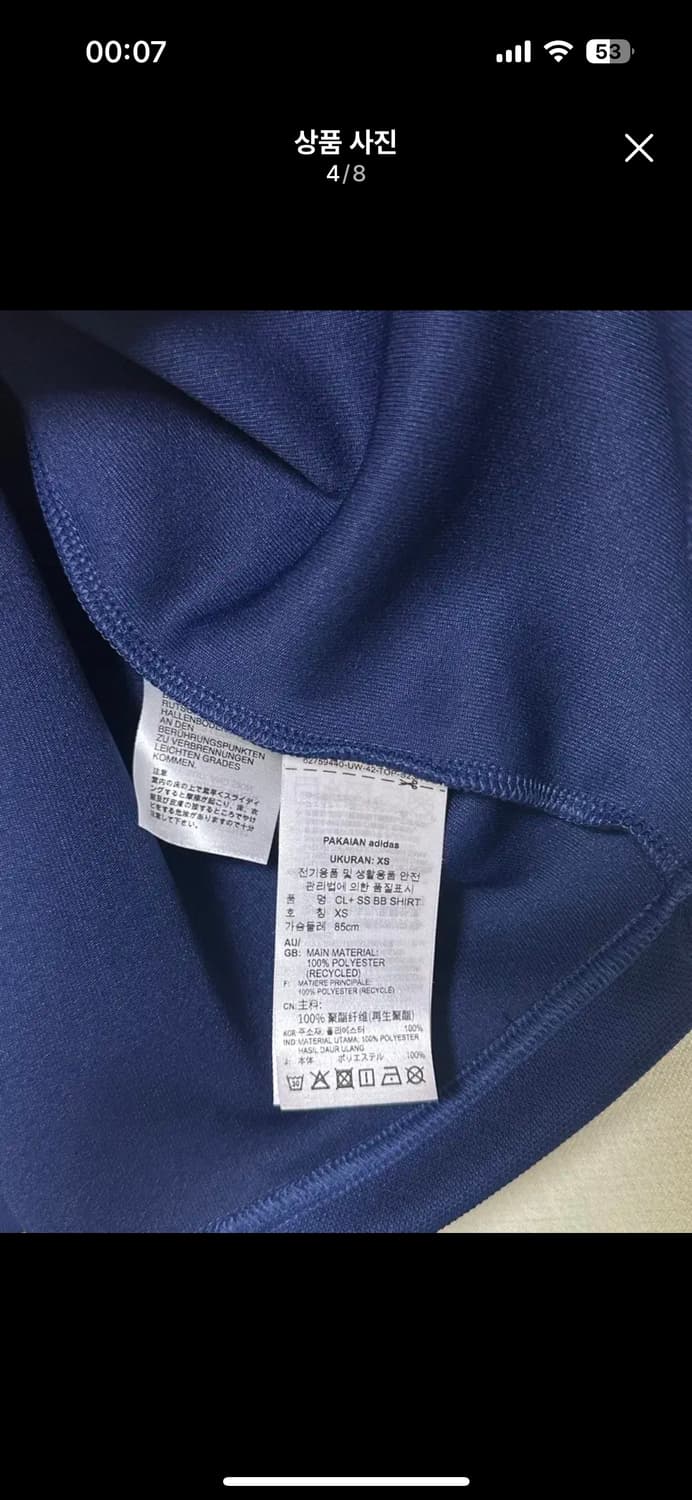 00:07
53
상품 사진
4/8
HALLENBODEN
AN DEN
BERÜHRUNGSPUNKTEN
ZU VERBRENNUNGEN
LEICHTEN GRADES
KOMMEN.
注意
PAKAIAN adidas
UKURAN: XS
전기용품 및 생활용품 안전
관리법에 의한 품질표시
품 명 CL+ SS BB SHIRT
호 칭 XS
가슴둘레 85cm
AU/
GB: MAIN MATERIAL:
100% POLYESTER
(RECYCLED)
F: MATIERE PRINCIPALE:
100% POLYESTER (RECYCLE)
CN:主料:
100% 聚酯纤维(再生聚酯)
KOR:주소재: 폴리에스터 100%
IND:MATERIAL UTAMA: 100% POLYESTER
HASIL DAUR ULANG
J: 本体 ポリエステル 100%
30